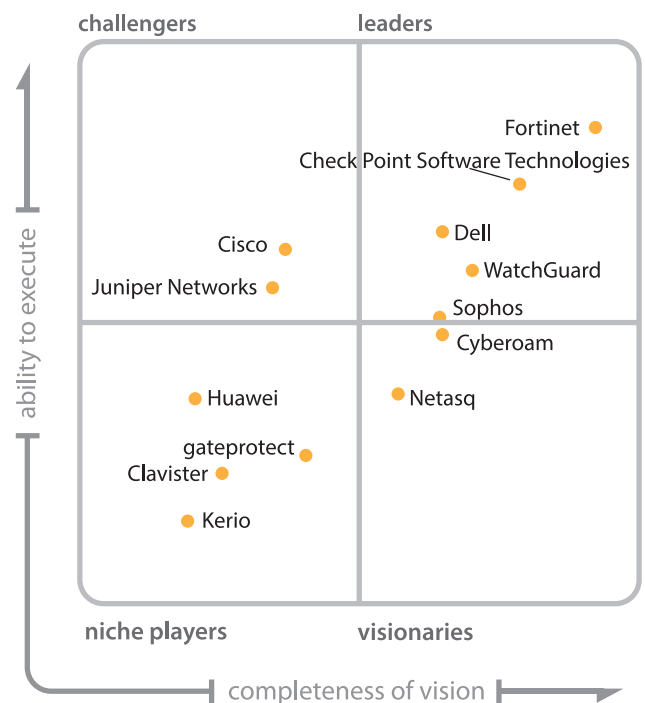 challengers
leaders
Fortinet
Check Point Software Technologies
Dell
Cisco
WatchGuard
Juniper Networks
Sophos
Cyberoam
Huawei
Netasq
gateprotect
Clavister
Kerio
niche players
visionaries
ability to execute
completeness of vision